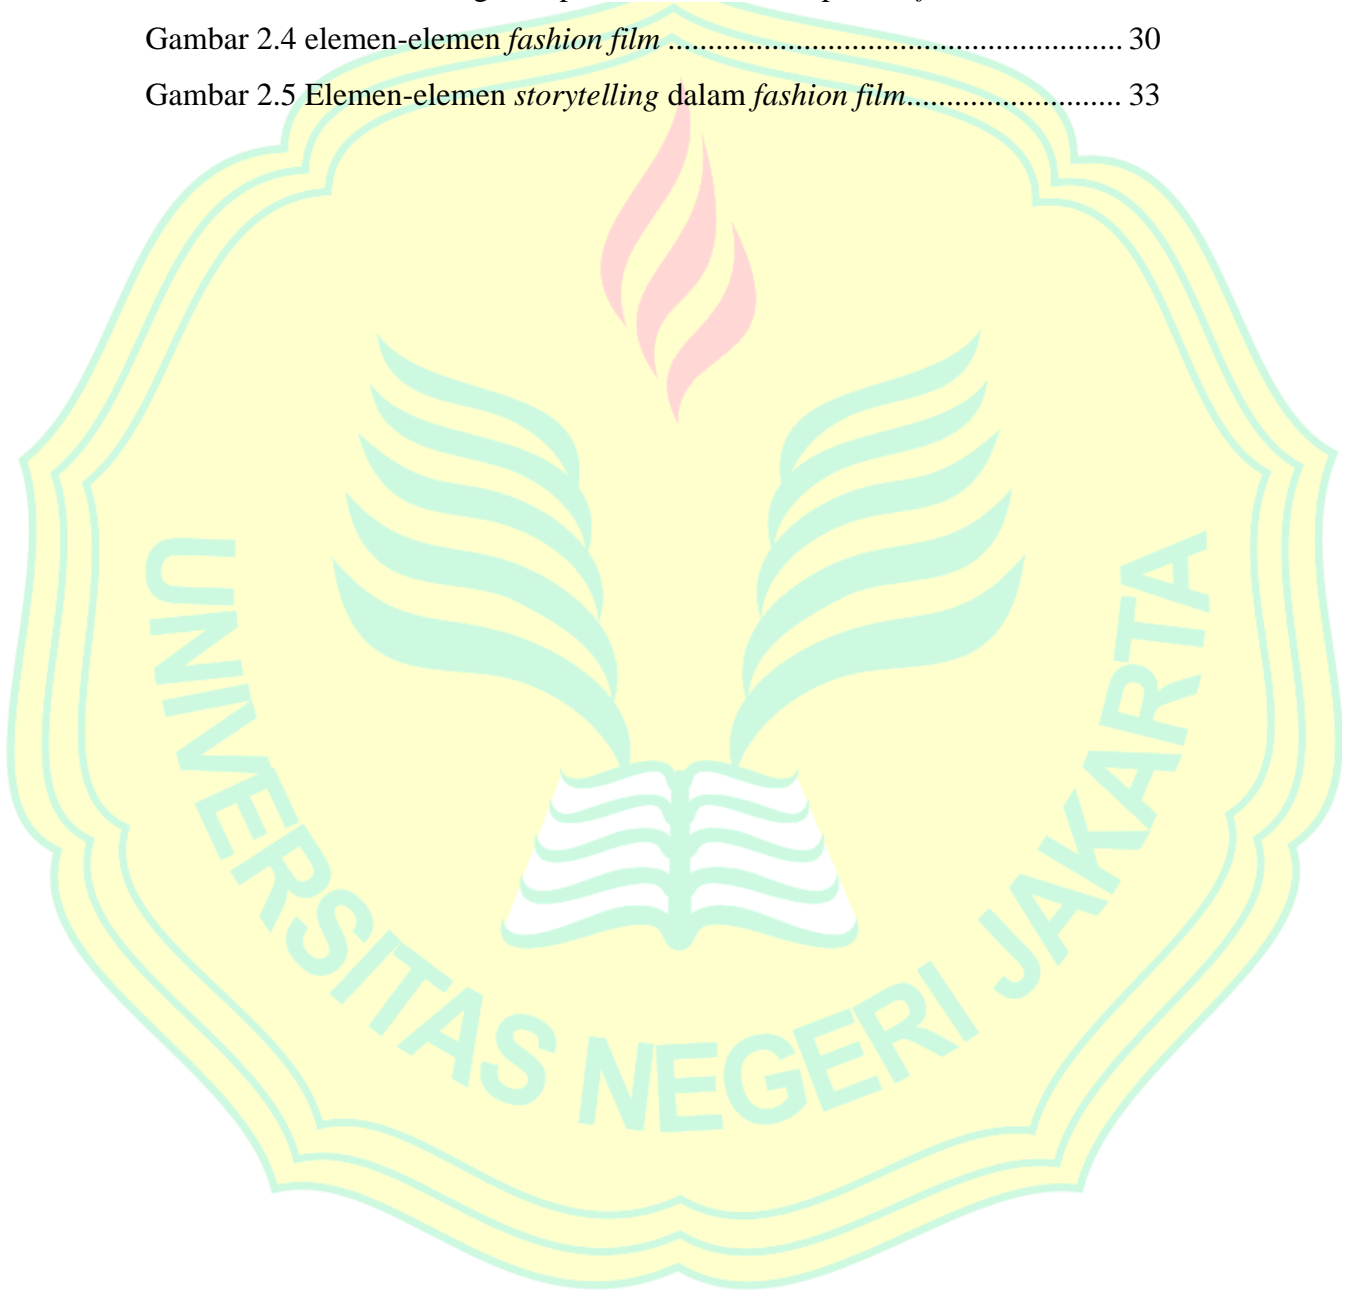 Gambar 2.4 elemen-elemen fashion film ......................................................... 30
Gambar 2.5 Elemen-elemen storytelling dalam fashion film........................... 33
UNIVERSITAS NEGERI JAKARTA